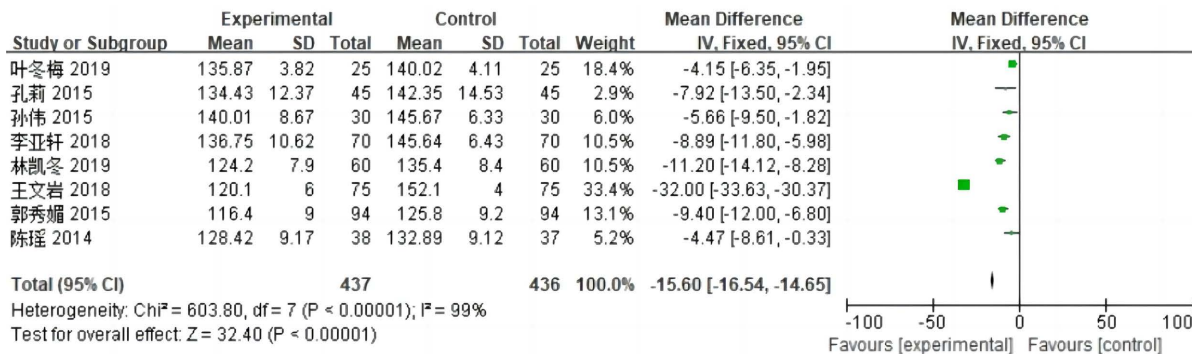 Experimental Control Mean Difference Mean Difference
Study or Subgroup Mean SD Total Mean SD Total Weight IV, Fixed, 95% CI IV, Fixed, 95% CI
叶冬梅 2019 135.87 3.82 25 140.02 4.11 25 18.4% -4.15 [-6.35, -1.95]
孔莉 2015 134.43 12.37 45 142.35 14.53 45 2.9% -7.92 [-13.50, -2.34]
孙伟 2015 140.01 8.67 30 145.67 6.33 30 6.0% -5.66 [-9.50, -1.82]
李亚轩 2018 136.75 10.62 70 145.64 6.43 70 10.5% -8.89 [-11.80, -5.98]
林凯冬 2019 124.2 7.9 60 135.4 8.4 60 10.5% -11.20 [-14.12, -8.28]
王文岩 2018 120.1 6 75 152.1 4 75 33.4% -32.00 [-33.63, -30.37]
郭秀媚 2015 116.4 9 94 125.8 9.2 94 13.1% -9.40 [-12.00, -6.80]
陈瑶 2014 128.42 9.17 38 132.89 9.12 37 5.2% -4.47 [-8.61, -0.33]
Total (95% CI) 437 436 100.0% -15.60 [-16.54, -14.65]
Heterogeneity: Chi² = 603.80, df = 7 (P < 0.00001); I² = 99%
Test for overall effect: Z = 32.40 (P < 0.00001)
-100 -50 0 50 100
Favours [experimental] Favours [control]